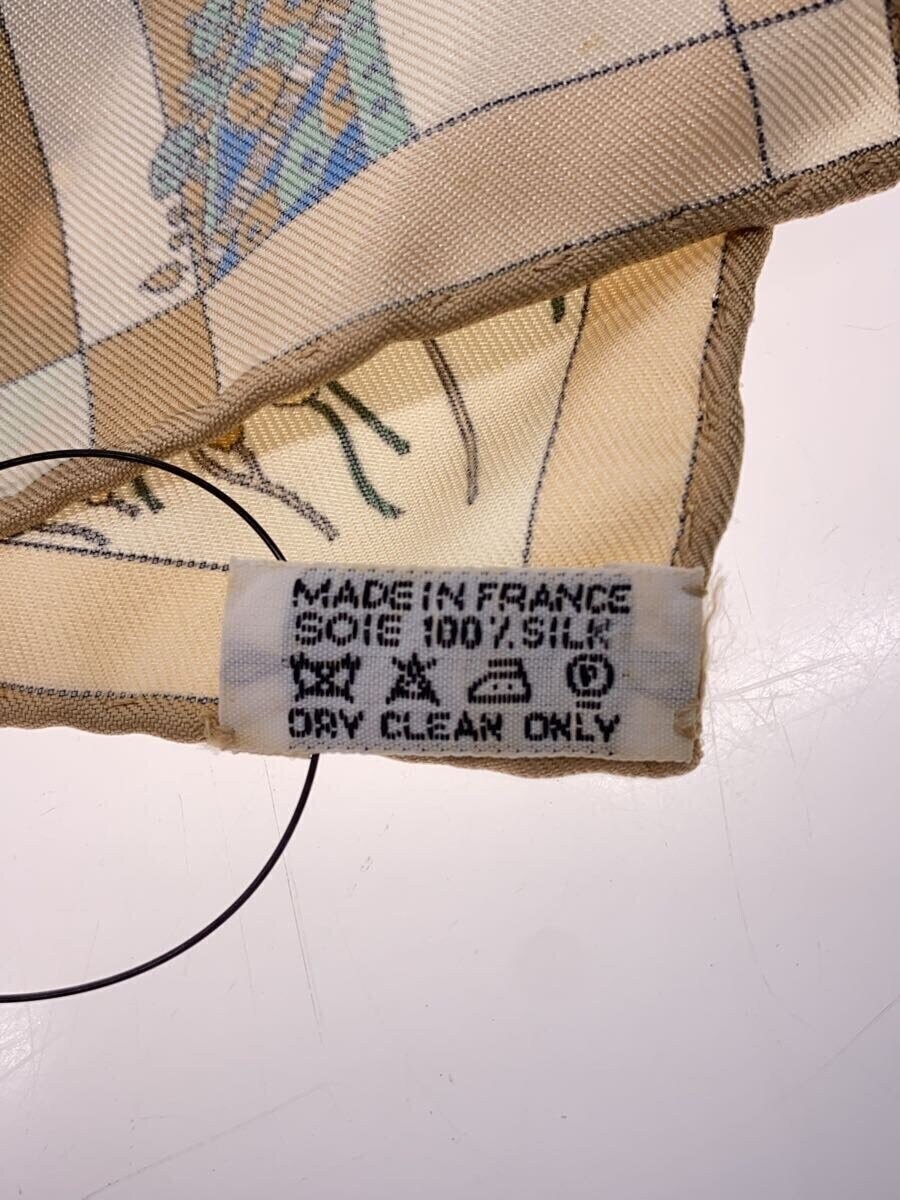 MADE IN FRANCE
SOIE 100% SILK
DRY CLEAN ONLY